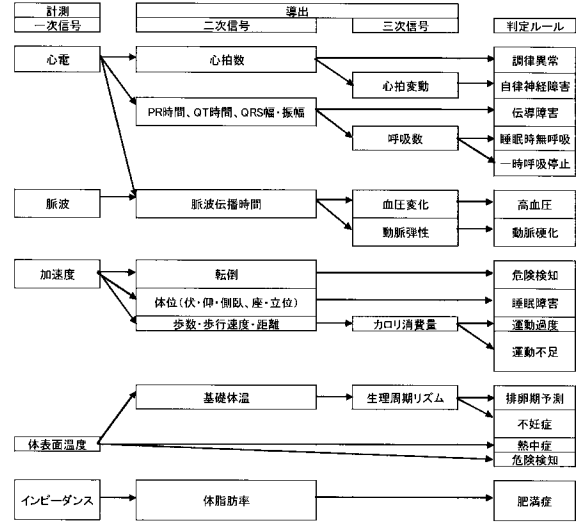 計測 導出
一次信号 二次信号 三次信号 判定ルール
心電 心拍数 調律異常
心拍変動 自律神経障害
PR時間、QT時間、QRS幅・振幅 伝導障害
呼吸数 睡眠時無呼吸
一時呼吸停止
脈波 脈波伝播時間 血圧変化 高血圧
動脈弾性 動脈硬化
加速度 転倒 危険検知
体位(伏・仰・側臥、座・立位) 睡眠障害
歩数・歩行速度・距離 カロリ消費量 運動過度
運動不足
基礎体温 生理周期リズム 排卵期予測
不妊症
体表面温度 熱中症
危険検知
インピーダンス 体脂肪率 肥満症